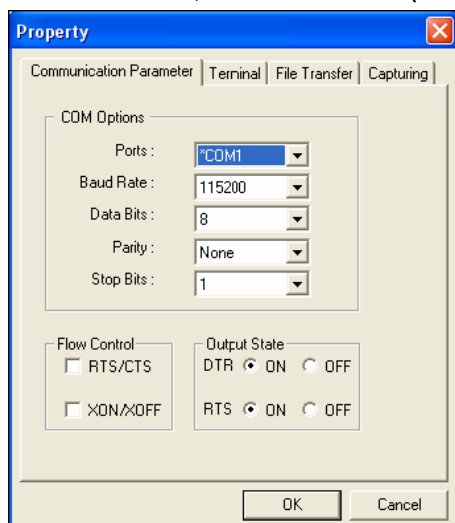 Property
Communication Parameter Terminal File Transfer Capturing
COM Options
Ports : *COM1
Baud Rate : 115200
Data Bits : 8
Parity : None
Stop Bits : 1
Flow Control Output State
RTS/CTS DTR ON OFF
XON/XOFF RTS ON OFF
OK Cancel